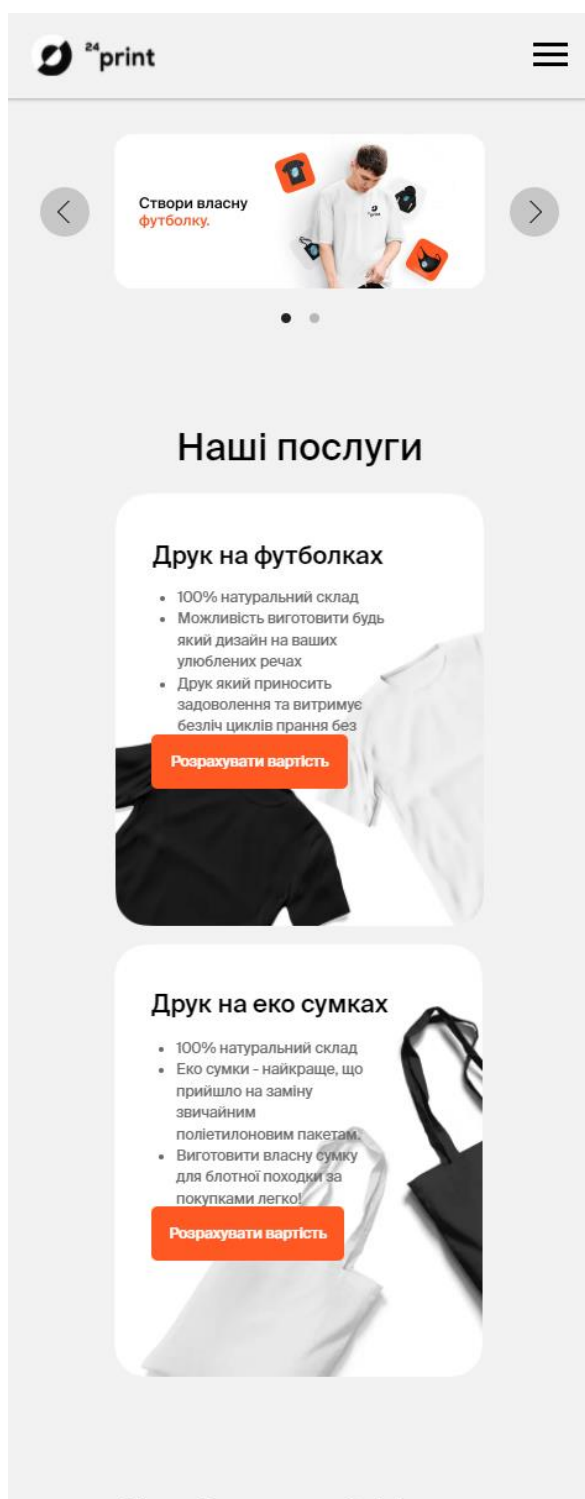 24print
Створи власну
футболку.
Наші послуги
Друк на футболках
• 100% натуральний склад
• Можливість виготовити будь
який дизайн на ваших
улюблених речах
• Друк який приносить
задоволення та витримує
безліч циклів прання без
Розрахувати вартість
Друк на еко сумках
• 100% натуральний склад
• Еко сумки - найкраще, що
прийшло на заміну
звичайним
поліетилоновим пакетам.
• Виготовити власну сумку
для блотної походки за
покупками легко!
Розрахувати вартість